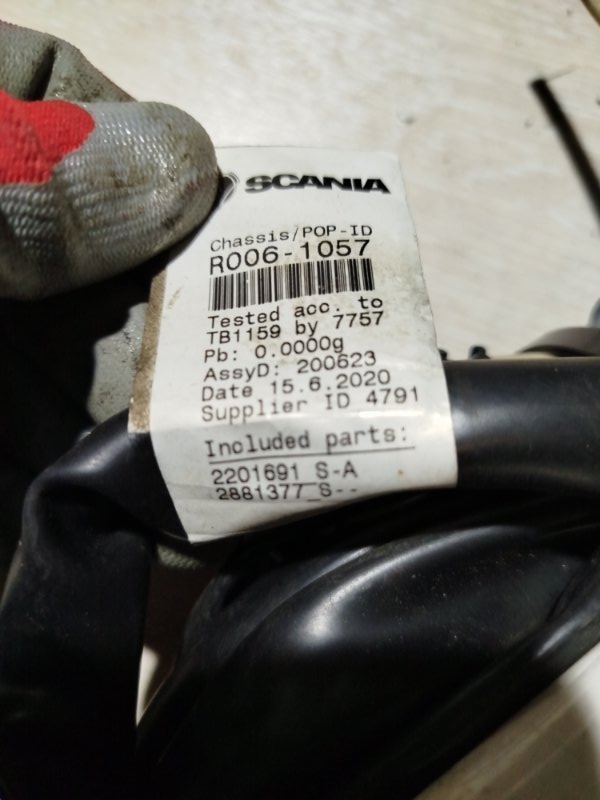 SCANIA
Chassis/POP-ID
R006-1057
Tested acc. to
TB1159 by 7757
Pb: 0.0000g
AssyD: 200623
Date 15.6.2020
Supplier ID 4791
Included parts:
2201691 S-A
2881377_S--